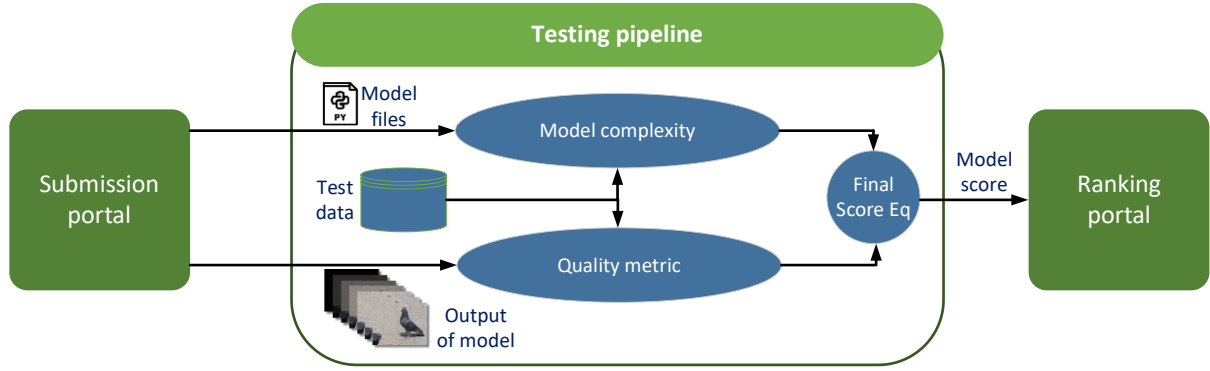 Testing pipeline
Submission
portal
PY
Model
files
Model complexity
Test
data
Quality metric
Output
of model
Final
Score Eq
Model
score
Ranking
portal